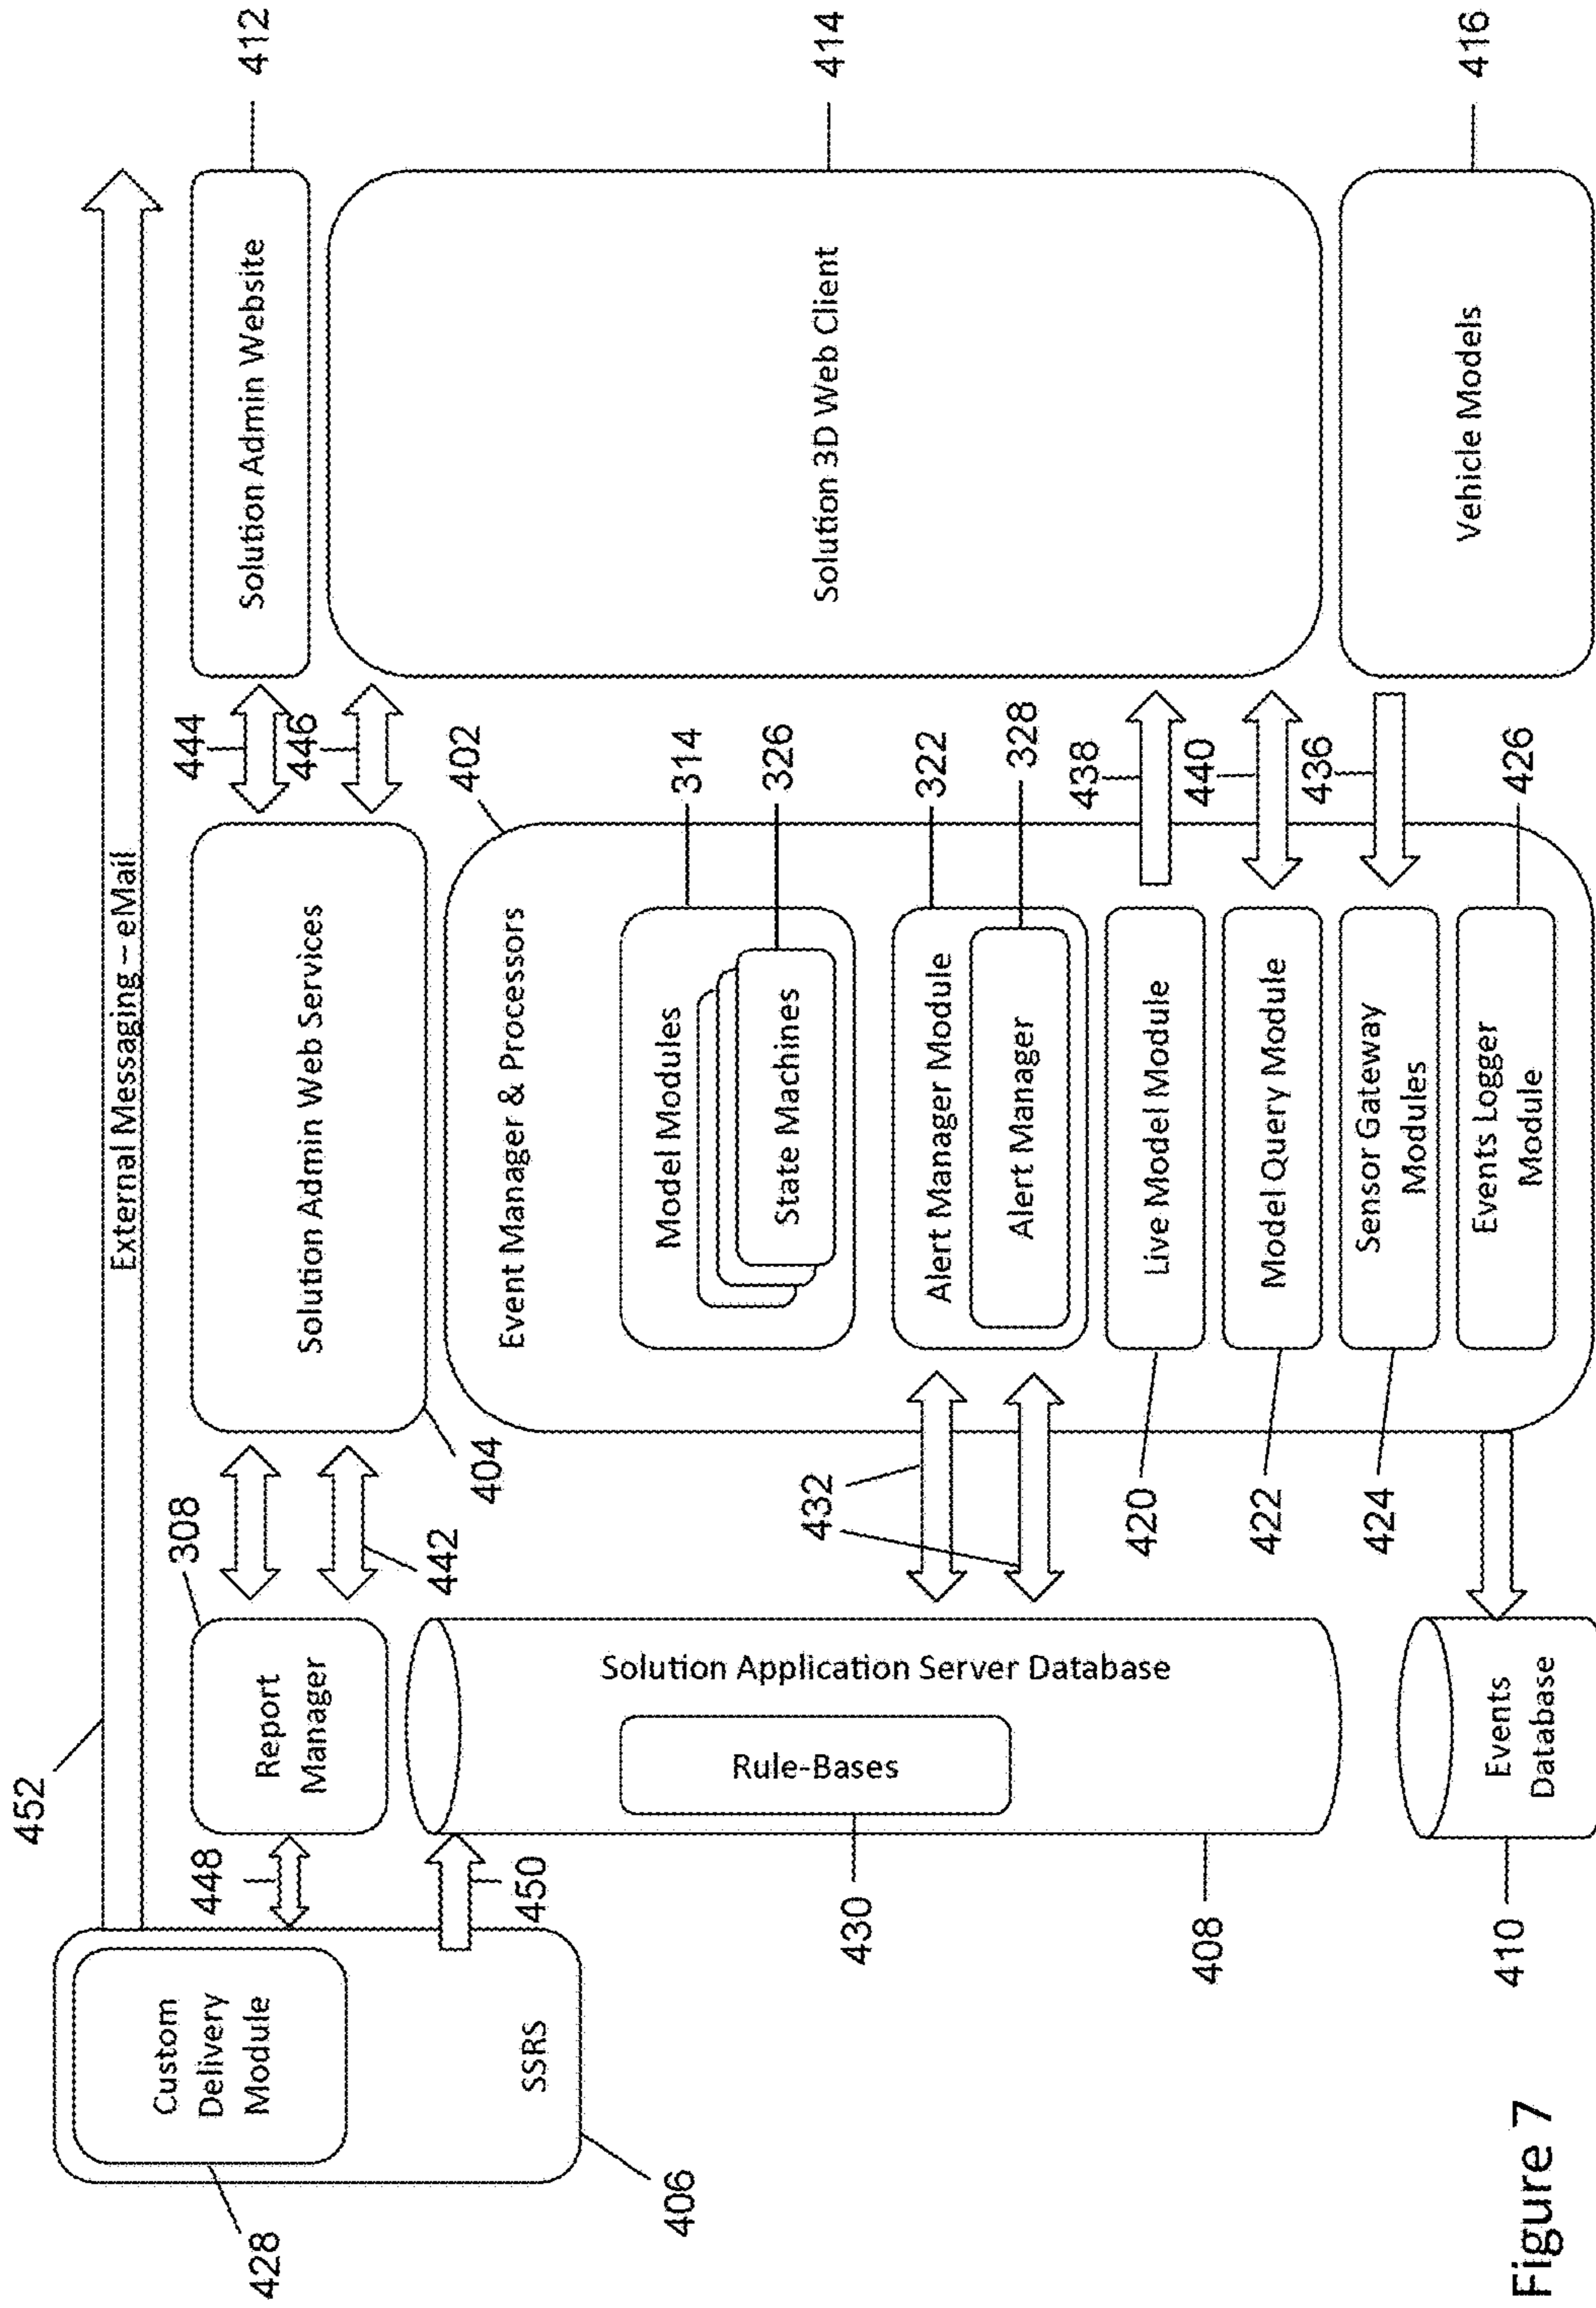 452
External Messaging – eMail
428
Custom
Delivery
Module
SSRS
406
448
450
308
Report
Manager
442
404
Solution Admin Web Services
444
446
Solution Admin Website
412
Solution Application Server Database
Rule-Bases
430
408
432
402
Event Manager & Processors
Model Modules
State Machines
314
326
Alert Manager Module
Alert Manager
322
328
Live Model Module
420
438
Model Query Module
422
440
Sensor Gateway
Modules
424
436
Events Logger
Module
426
Solution 3D Web Client
414
Vehicle Models
416
Events
Database
410
Figure 7